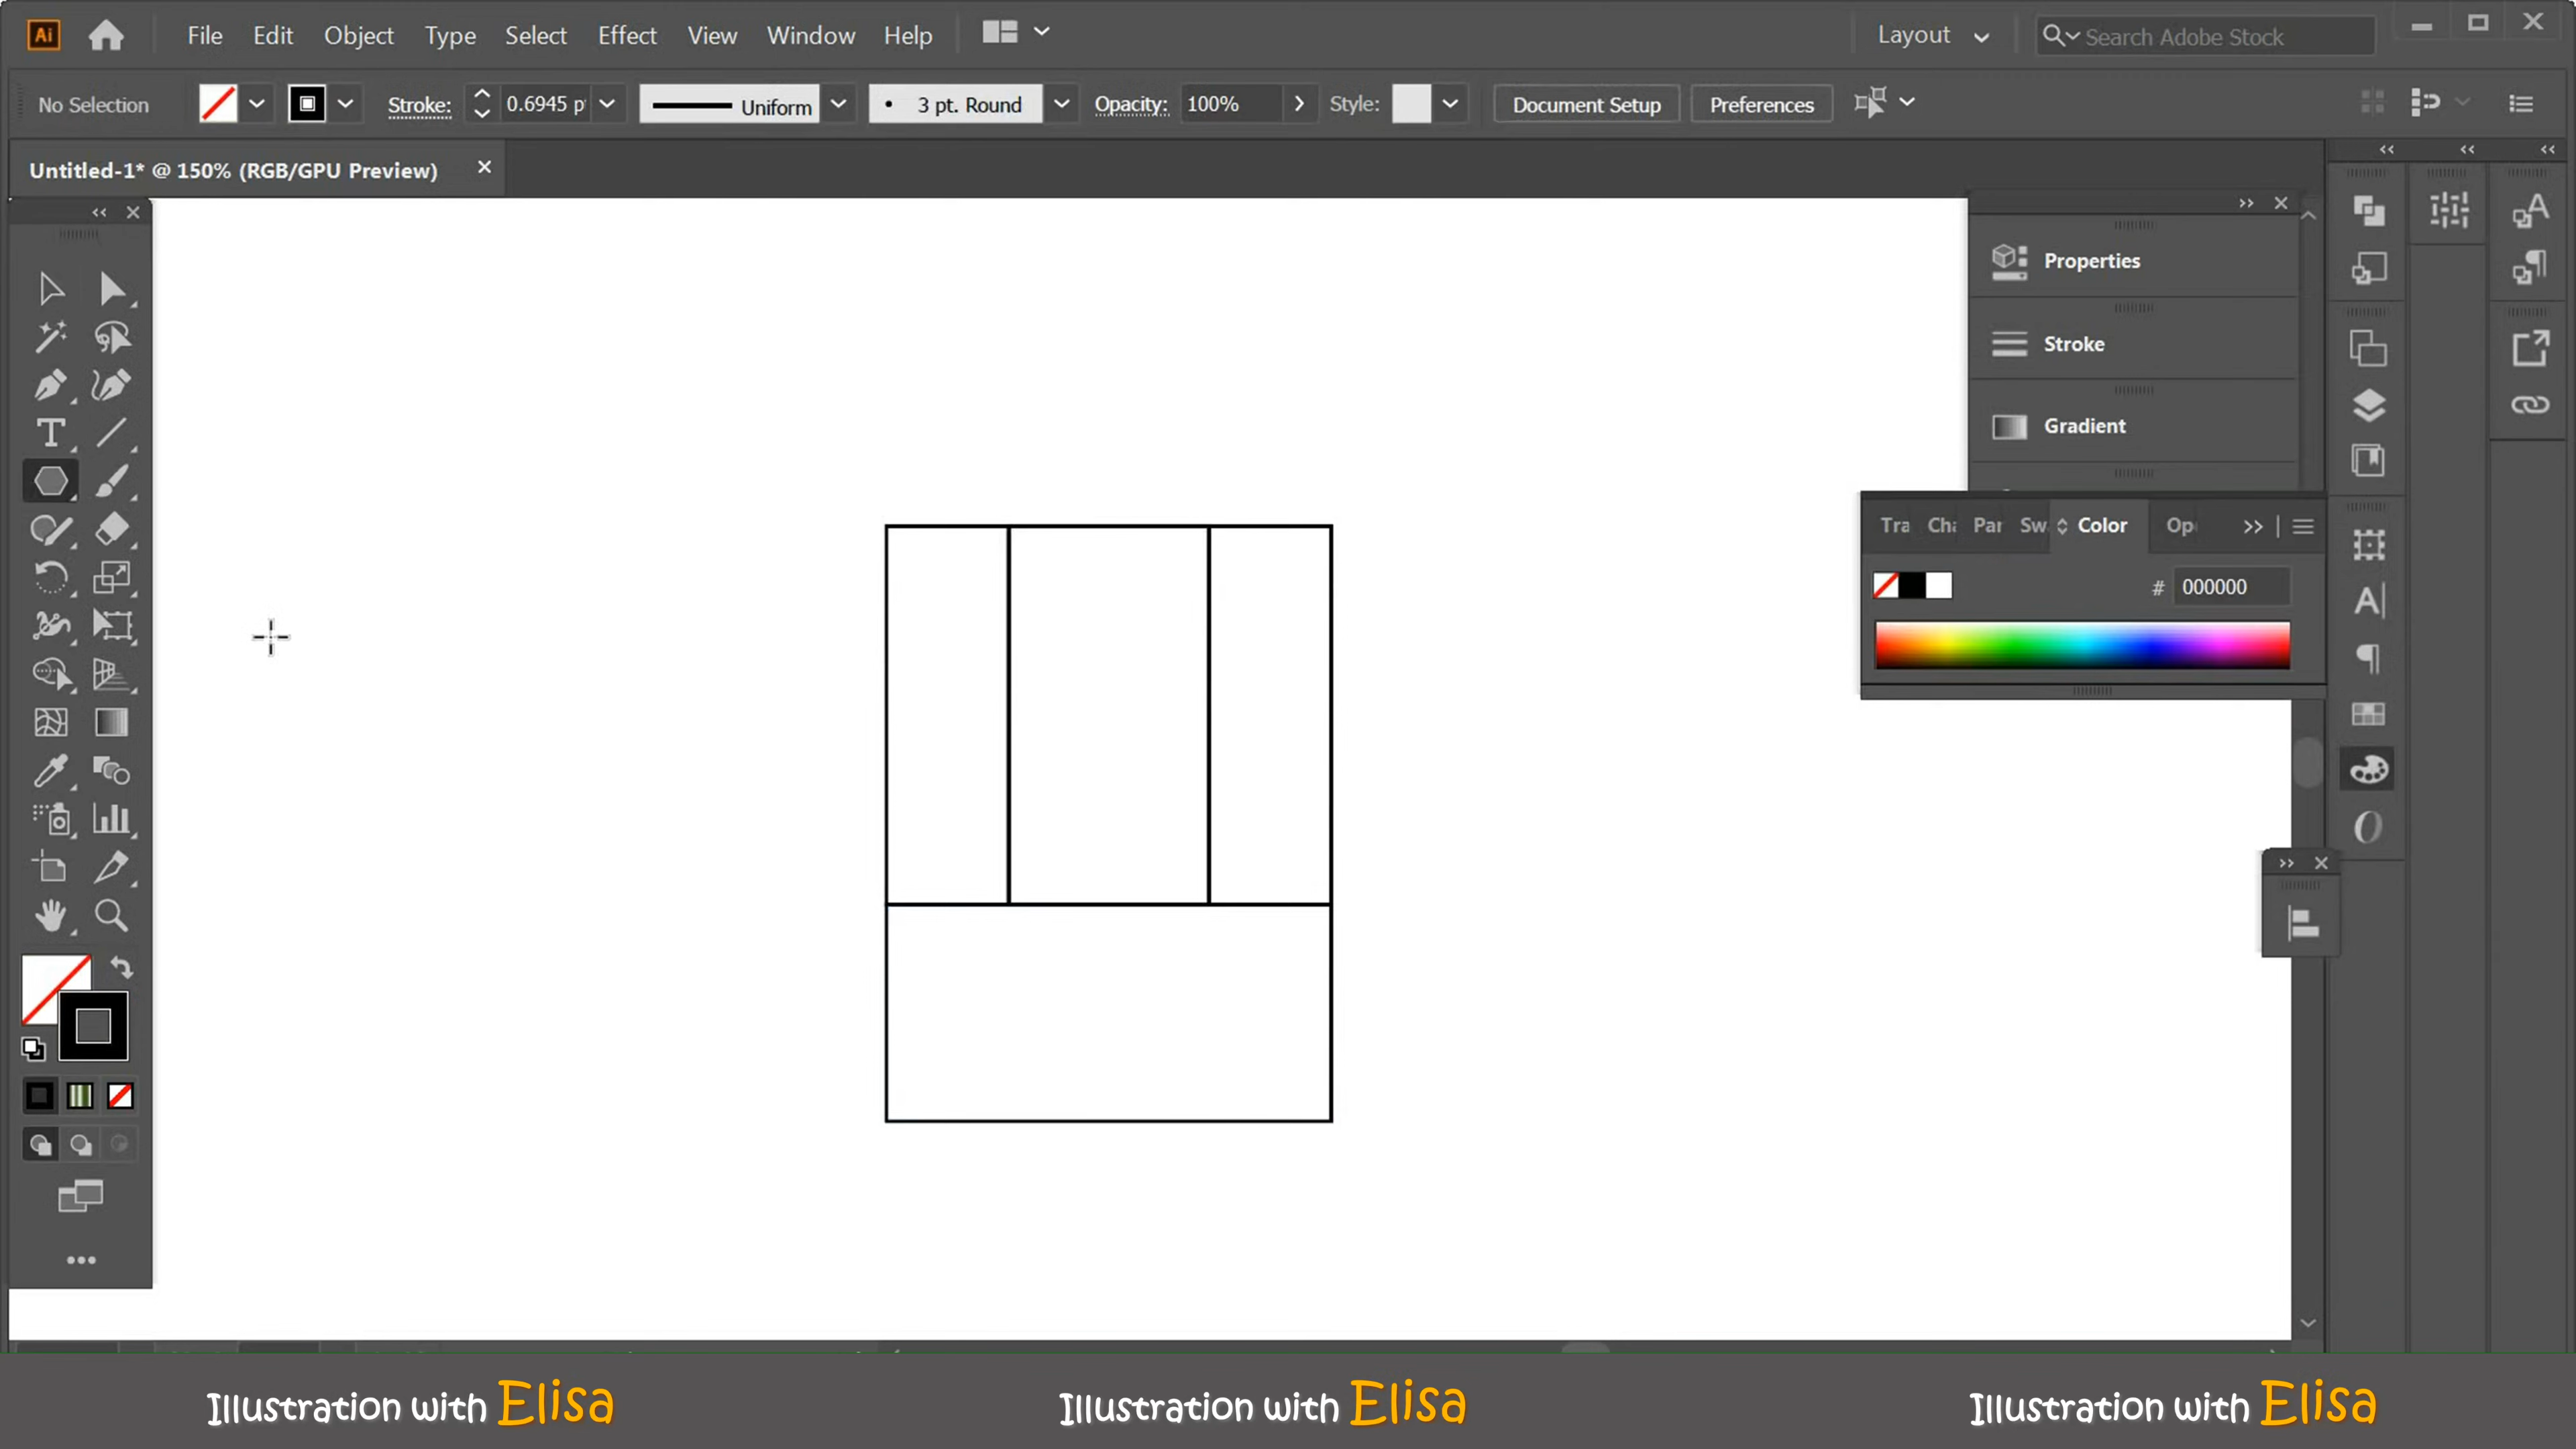 Ai File Edit Object Type Select Effect View Window Help Layout Search Adobe Stock
No Selection Stroke: 0.6945 p Uniform 3 pt. Round Opacity: 100% Style: Document Setup Preferences
Untitled-1* @ 150% (RGB/GPU Preview)
Properties
Stroke
Gradient
Tra Cha Par Sw Color Op
# 000000
Illustration with Elisa Illustration with Elisa Illustration with Elisa